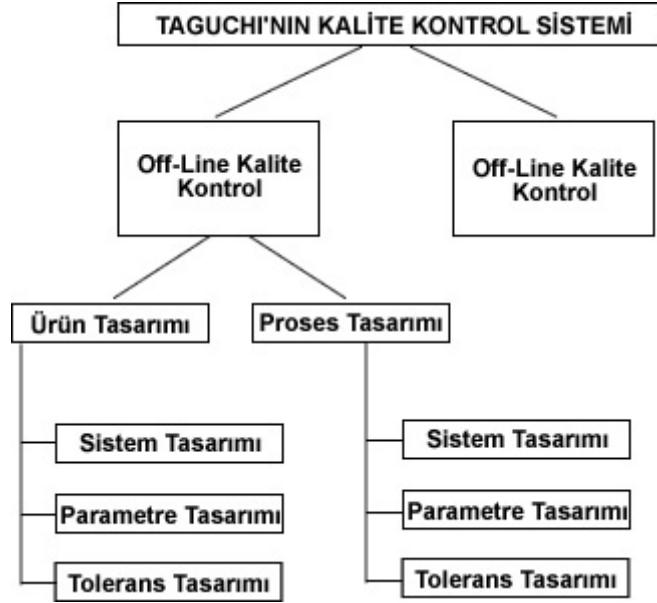 TAGUCHI'NIN KALİTE KONTROL SİSTEMİ
Off-Line Kalite
Kontrol
Off-Line Kalite
Kontrol
Ürün Tasarımı
Proses Tasarımı
Sistem Tasarımı
Parametre Tasarımı
Tolerans Tasarımı
Sistem Tasarımı
Parametre Tasarımı
Tolerans Tasarımı